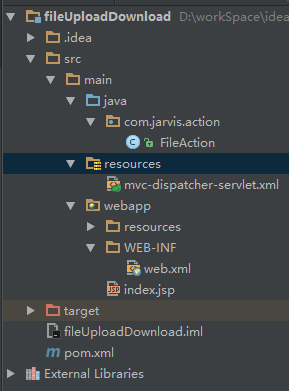 fileUploadDownload D:\workSpace\idea
.idea
src
main
java
com.jarvis.action
FileAction
resources
mvc-dispatcher-servlet.xml
webapp
resources
WEB-INF
web.xml
index.jsp
target
fileUploadDownload.iml
pom.xml
External Libraries